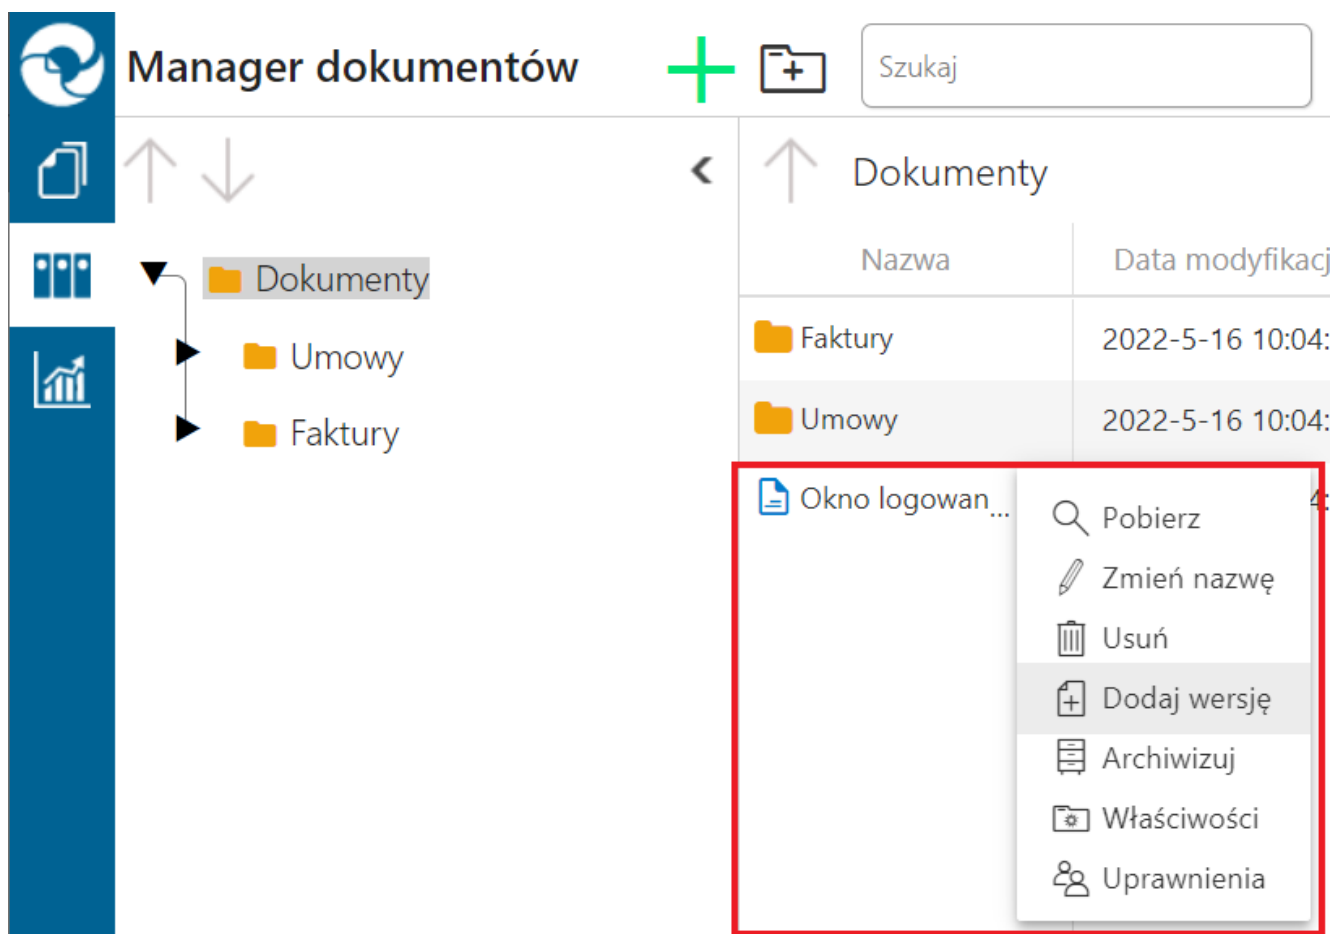 Manager dokumentów
Szukaj
Dokumenty
Umowy
Faktury
Dokumenty
Nazwa Data modyfikacj
Faktury 2022-5-16 10:04:
Umowy 2022-5-16 10:04:
Okno logowan... 4:
Pobierz
Zmień nazwę
Usuń
Dodaj wersję
Archiwizuj
Właściwości
Uprawnienia